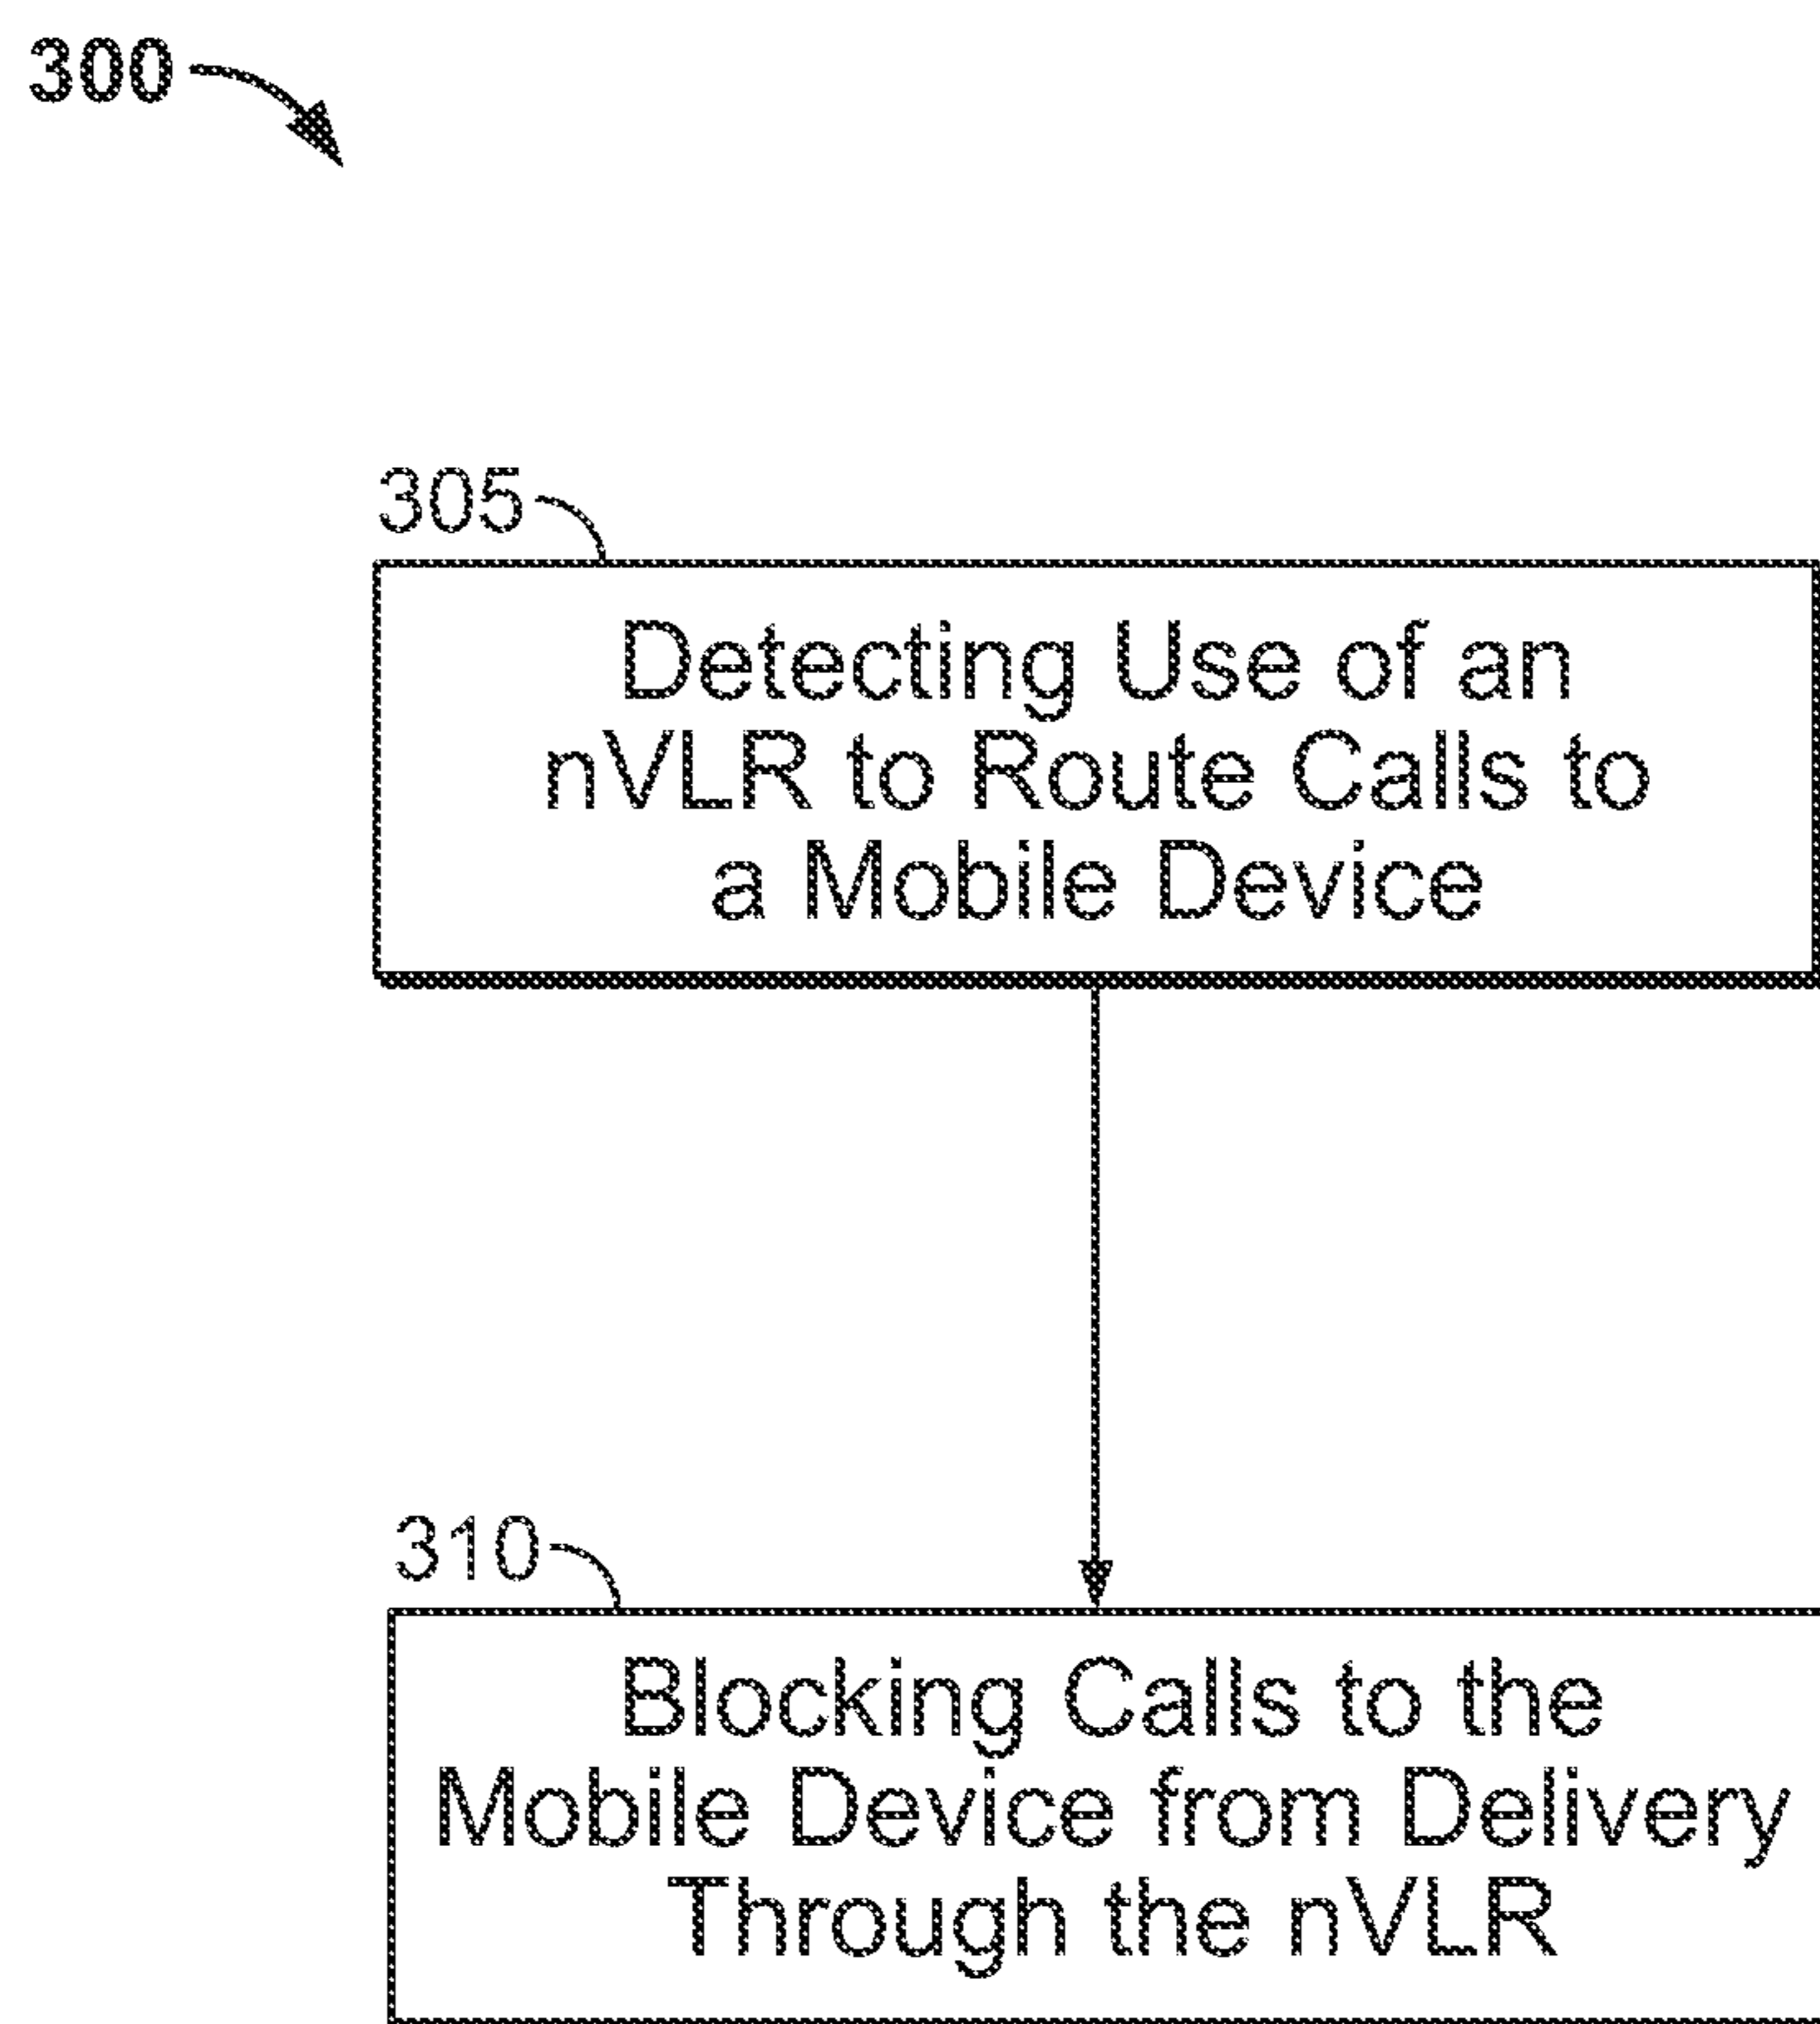 300
305
Detecting Use of an
nVLR to Route Calls to
a Mobile Device
310
Blocking Calls to the
Mobile Device from Delivery
Through the nVLR